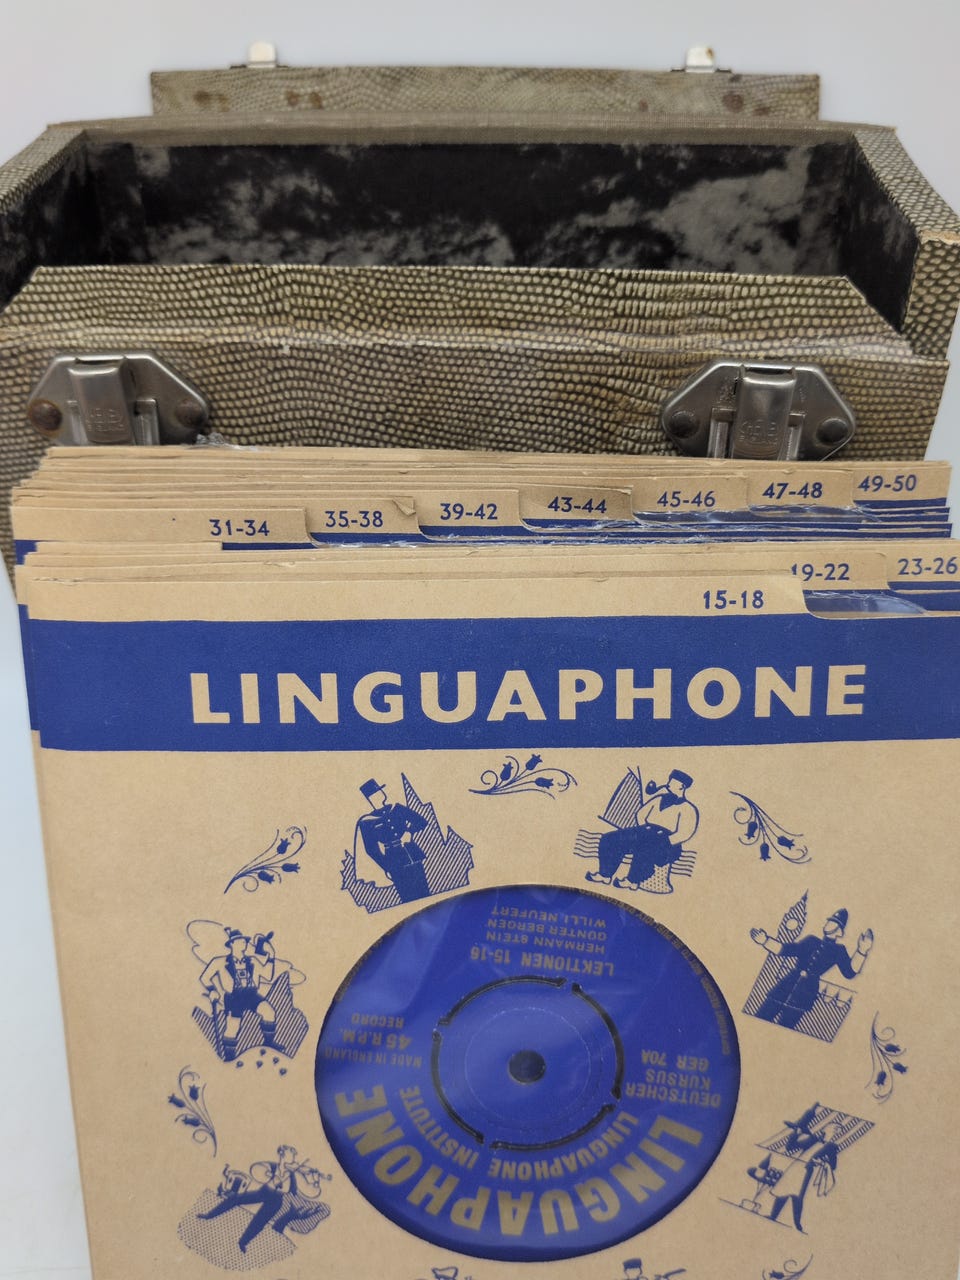 49-50
47-48
45-46
43-44
39-42
35-38
31-34
23-26
19-22
15-18
LINGUAPHONE
LINGUAPHONE
LINGUAPHONE INSTITUTE
DEUTSCHER
KURSUS
GER 70A
MADE IN ENGLAND
45 R.P.M.
RECORD
LEKTIONEN 15-16
HERMANN STEIN
GÜNTER BERGEN
WILLI NEUFERT